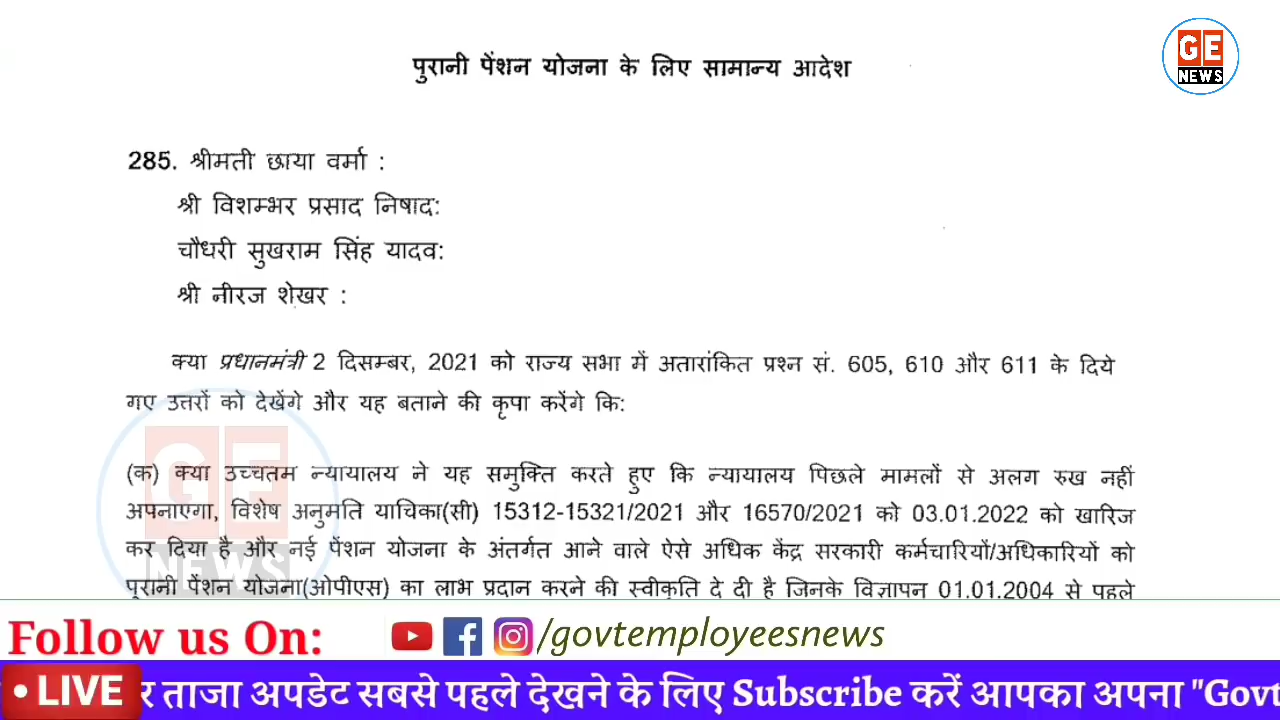 GE
NEWS
पुरानी पेंशन योजना के लिए सामान्य आदेश
285. श्रीमती छाया वर्मा :
श्री विशम्भर प्रसाद निषाद:
चौधरी सुखराम सिंह यादव:
श्री नीरज शेखर :
क्या प्रधानमंत्री 2 दिसम्बर, 2021 को राज्य सभा में अतारांकित प्रश्न सं. 605, 610 और 611 के दिये
गए उत्तरों को देखेंगे और यह बताने की कृपा करेंगे कि:
(क) क्या उच्चतम न्यायालय ने यह समुक्ति करते हुए कि न्यायालय पिछले मामलों से अलग रुख नहीं
अपनाएगा, विशेष अनुमति याचिका(सी) 15312-15321/2021 और 16570/2021 को 03.01.2022 को खारिज
कर दिया है और नई पेंशन योजना के अंतर्गत आने वाले ऐसे अधिक केंद्र सरकारी कर्मचारियों/अधिकारियों को
पुरानी पेंशन योजना(ओपीएस) का लाभ प्रदान करने की स्वीकृति दे दी है जिनके विज्ञापन 01.01.2004 से पहले
GE
NEWS
Follow us On: /govtemployeesnews
• LIVE र ताजा अपडेट सबसे पहले देखने के लिए Subscribe करें आपका अपना "Govt